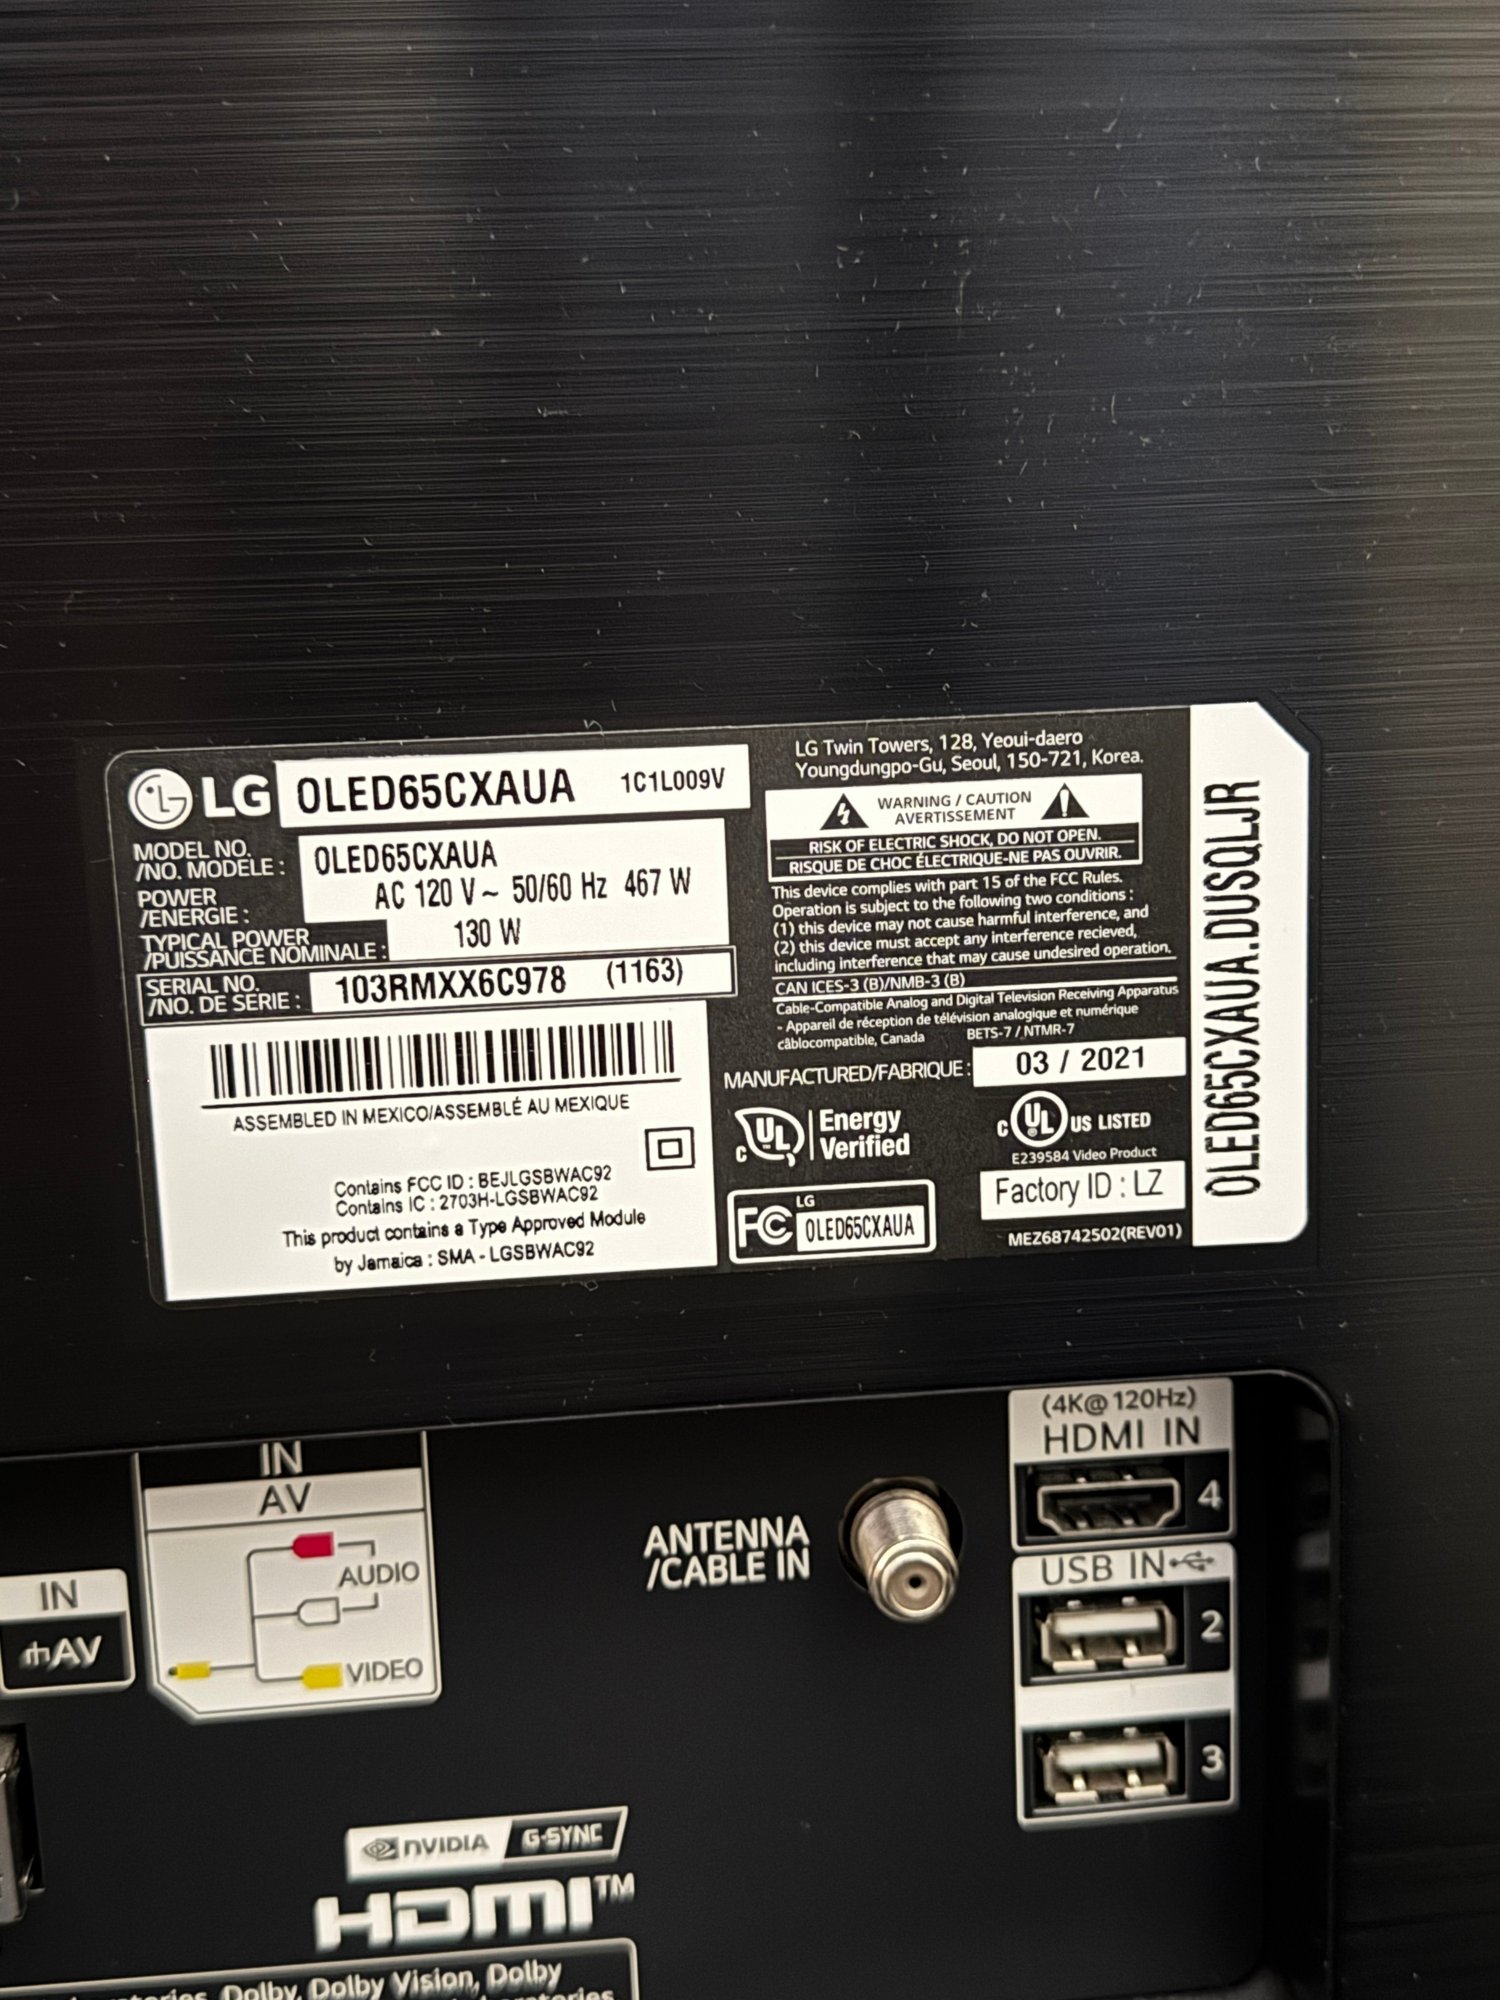 LG OLED65CXAUA 1C1L009V
MODEL NO.
/NO. MODÈLE : OLED65CXAUA
POWER
/ENERGIE : AC 120 V ~ 50/60 Hz 467 W
TYPICAL POWER
/PUISSANCE NOMINALE : 130 W
SERIAL NO.
/NO. DE SERIE : 103RMXX6C978 (1163)
ASSEMBLED IN MEXICO/ASSEMBLÉ AU MEXIQUE
Contains FCC ID : BEJLGSBWAC92
Contains IC : 2703H-LGSBWAC92
This product contains a Type Approved Module
by Jamaica : SMA - LGSBWAC92
LG Twin Towers, 128, Yeoui-daero
Youngdungpo-Gu, Seoul, 150-721, Korea.
WARNING / CAUTION
AVERTISSEMENT
RISK OF ELECTRIC SHOCK, DO NOT OPEN.
RISQUE DE CHOC ÉLECTRIQUE-NE PAS OUVRIR.
This device complies with part 15 of the FCC Rules.
Operation is subject to the following two conditions :
(1) this device may not cause harmful interference, and
(2) this device must accept any interference recieved,
including interference that may cause undesired operation.
CAN ICES-3 (B)/NMB-3 (B)
Cable-Compatible Analog and Digital Television Receiving Apparatus
- Appareil de réception de télévision analogique et numérique
câblocompatible, Canada BETS-7 / NTMR-7
MANUFACTURED/FABRIQUE : 03 / 2021
C UL Energy
Verified
C UL US LISTED
E239584 Video Product
FC LG
OLED65CXAUA
Factory ID : LZ
MEZ68742502(REV01)
OLED65CXAUA.DUSQLJR
IN
AV
AUDIO
VIDEO
IN
AV
ANTENNA
/CABLE IN
(4K@120Hz)
HDMI IN
4
USB IN
2
3
NVIDIA G-SYNC
HDMI™
Dolby, Dolby Vision, Dolby